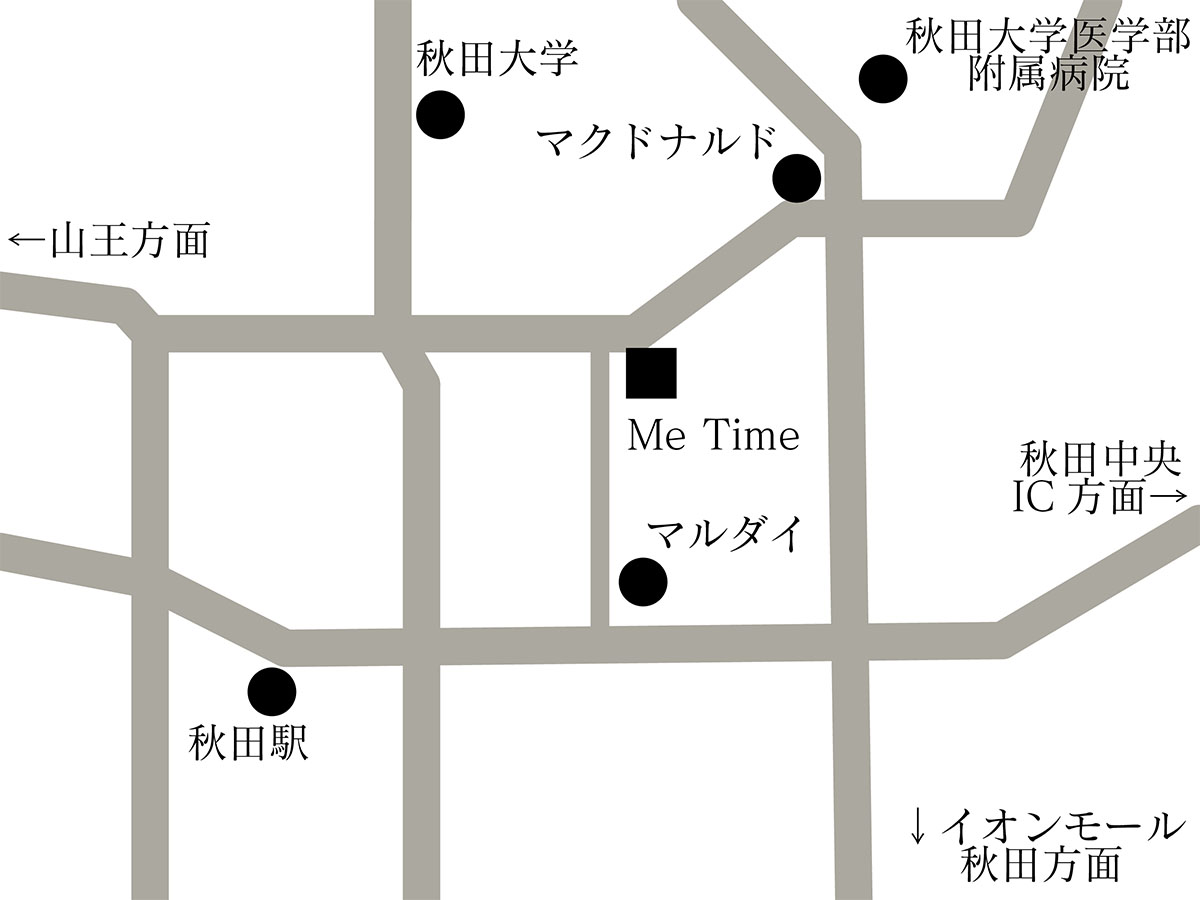 秋田大学
秋田大学医学部
附属病院
マクドナルド
←山王方面
Me Time
秋田中央
IC 方面→
マルダイ
秋田駅
↓イオンモール
秋田方面